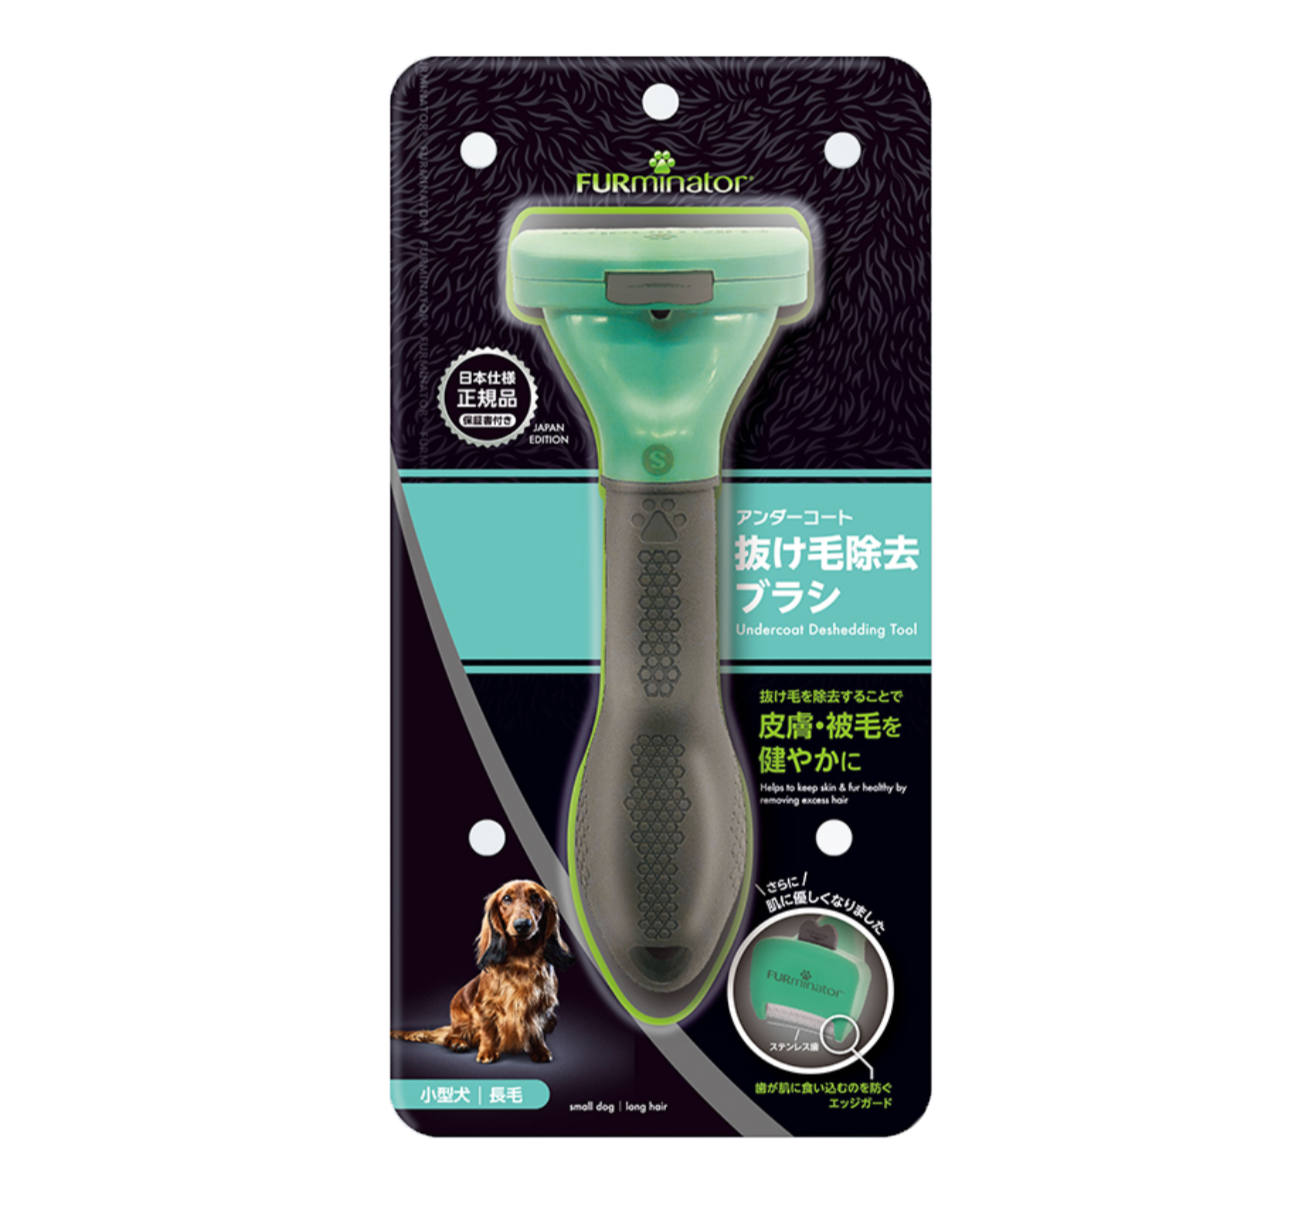 FURminator
日本仕様
正規品
保証書付き
JAPAN
EDITION
S
アンダーコート
抜け毛除去
ブラシ
Undercoat Deshedding Tool
抜け毛を除去することで
皮膚・被毛を
健やかに
Helps to keep skin & fur healthy by
removing excess hair
さらに
肌に優しくなりました
FURminator
ステンレス歯
歯が肌に食い込むのを防ぐ
エッジガード
小型犬｜長毛
small dog | long hair